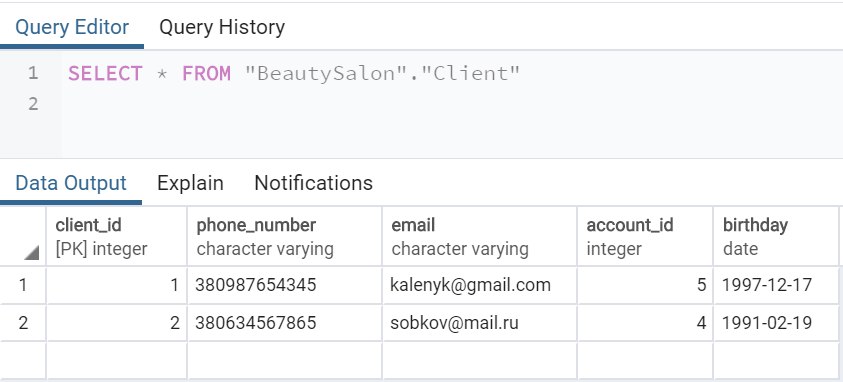 Query Editor Query History
1 SELECT * FROM "BeautySalon"."Client"
2
Data Output Explain Notifications
client_id phone_number email account_id birthday
[PK] integer character varying character varying integer date
1 1 380987654345 kalenyk@gmail.com 5 1997-12-17
2 2 380634567865 sobkov@mail.ru 4 1991-02-19